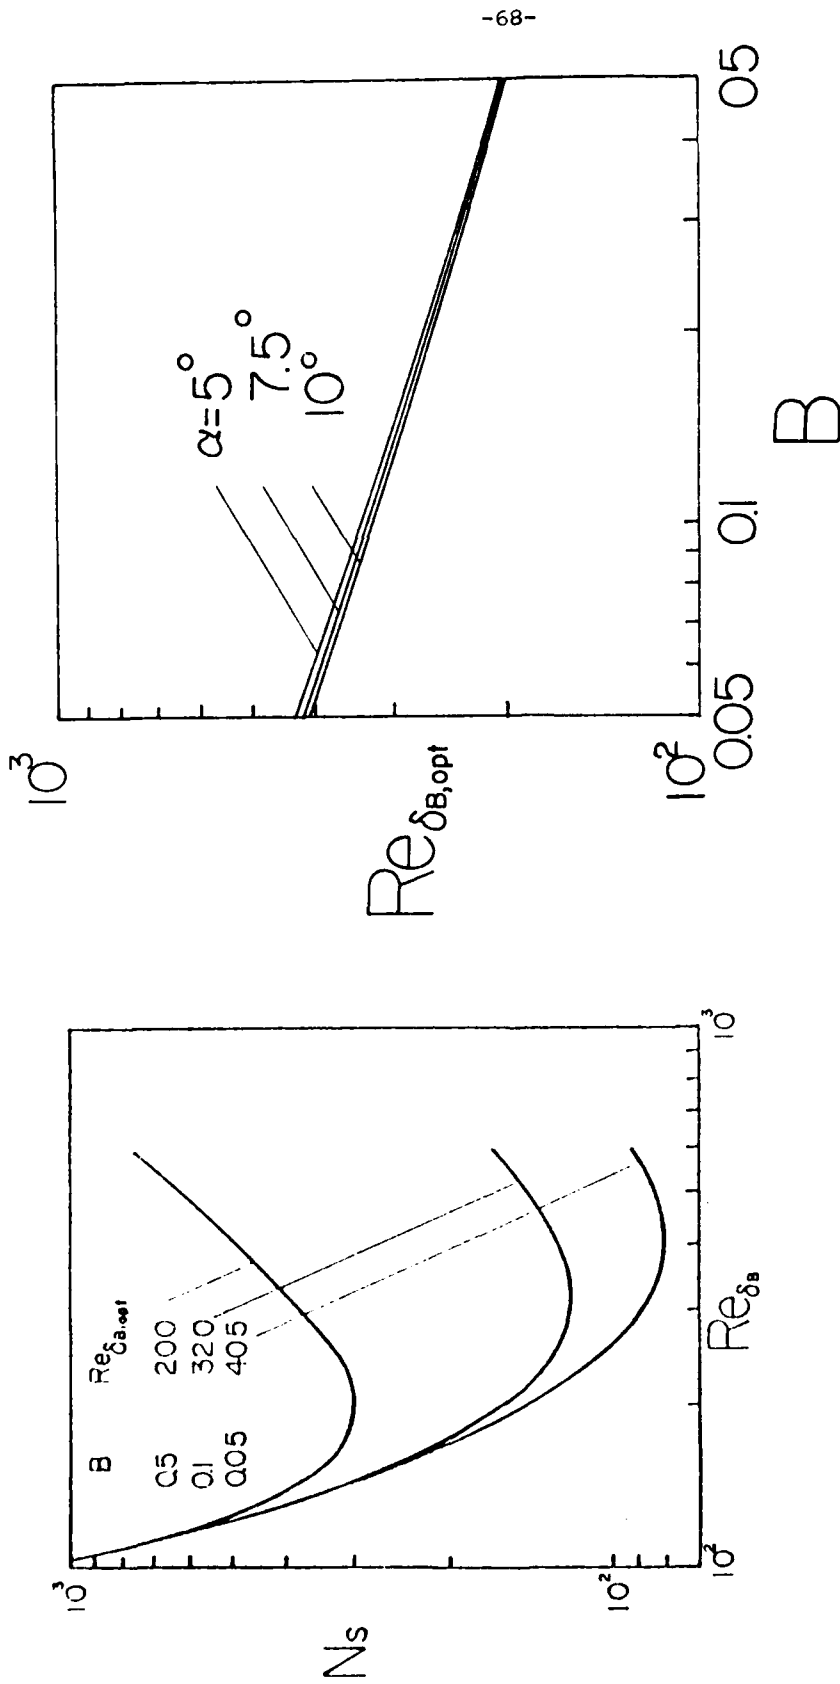 -68-
10³
Ns
10²
B Re_δB,opt
0.5 200
0.1 320
0.05 405
10² Re_δB 10³
10³
Re_δB,opt
10²
α=5°
7.5°
10°
0.05 0.1 05
B